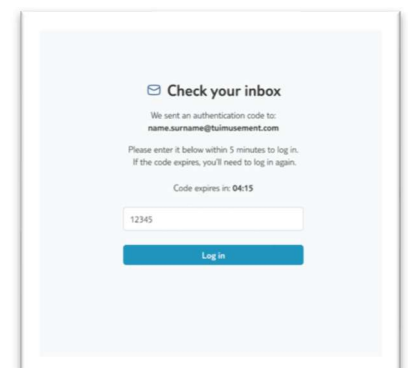 Check your inbox
We sent an authentication code to:
name.surname@tuimusement.com
Please enter it below within 5 minutes to log in.
If the code expires, you'll need to log in again.
Code expires in: 04:15
12345
Log in